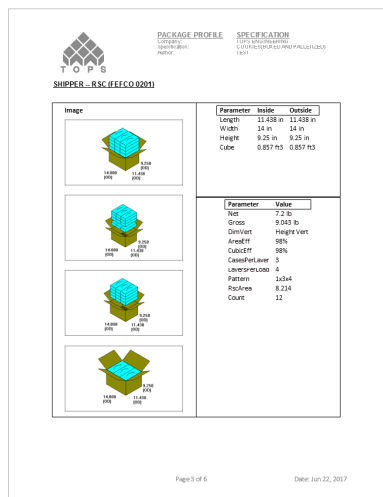 PACKAGE PROFILE SPECIFICATION
Company: TOPS ENGINEERING
Specification: COOKIES(BOXED AND PALLETIZED)
Author: TEST
TOPS
SHIPPER -- RSC (FEFCO 0201)
Image
9.250
(OD)
14.000
(OD)
11.438
(OD)
9.250
(OD)
14.000
(OD)
11.438
(OD)
9.250
(OD)
14.000
(OD)
11.438
(OD)
9.250
(OD)
14.000
(OD)
11.438
(OD)
Parameter Inside Outside
Length 11.438 in 11.438 in
Width 14 in 14 in
Height 9.25 in 9.25 in
Cube 0.857 ft3 0.857 ft3
Parameter Value
Net 7.2 lb
Gross 9.043 lb
DimVert Height Vert
AreaEff 98%
CubicEff 98%
CasesPerLayer 3
LayersPerLoad 4
Pattern 1x3x4
RscArea 8.214
Count 12
Page 5 of 6
Date: Jun 22, 2017